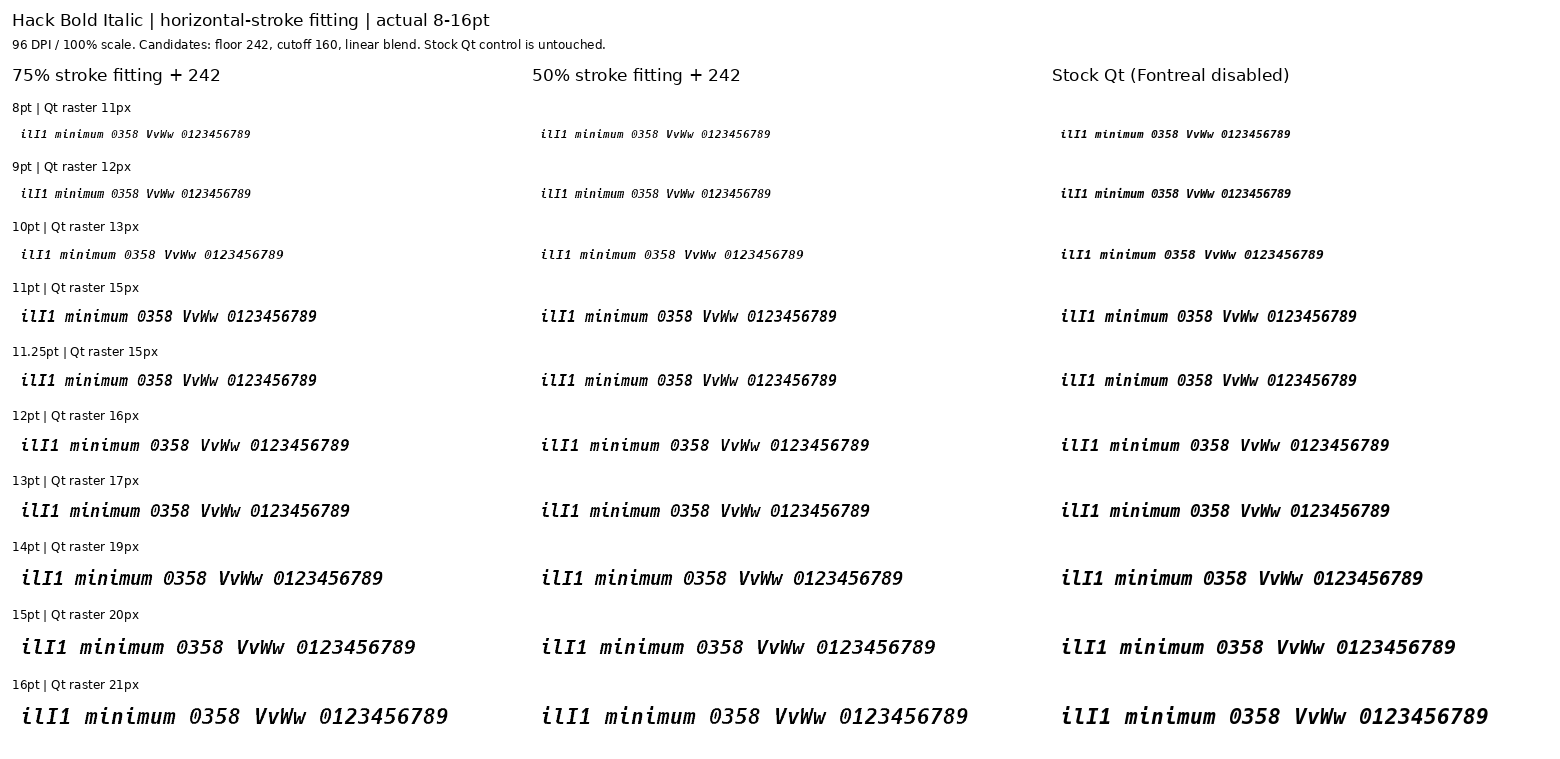 Hack Bold Italic | horizontal-stroke fitting | actual 8-16pt
96 DPI / 100% scale. Candidates: floor 242, cutoff 160, linear blend. Stock Qt control is untouched.
75% stroke fitting + 242 50% stroke fitting + 242 Stock Qt (Fontreal disabled)
8pt | Qt raster 11px
ilI1 minimum 0358 VvWw 0123456789 ilI1 minimum 0358 VvWw 0123456789 ilI1 minimum 0358 VvWw 0123456789
9pt | Qt raster 12px
ilI1 minimum 0358 VvWw 0123456789 ilI1 minimum 0358 VvWw 0123456789 ilI1 minimum 0358 VvWw 0123456789
10pt | Qt raster 13px
ilI1 minimum 0358 VvWw 0123456789 ilI1 minimum 0358 VvWw 0123456789 ilI1 minimum 0358 VvWw 0123456789
11pt | Qt raster 15px
ilI1 minimum 0358 VvWw 0123456789 ilI1 minimum 0358 VvWw 0123456789 ilI1 minimum 0358 VvWw 0123456789
11.25pt | Qt raster 15px
ilI1 minimum 0358 VvWw 0123456789 ilI1 minimum 0358 VvWw 0123456789 ilI1 minimum 0358 VvWw 0123456789
12pt | Qt raster 16px
ilI1 minimum 0358 VvWw 0123456789 ilI1 minimum 0358 VvWw 0123456789 ilI1 minimum 0358 VvWw 0123456789
13pt | Qt raster 17px
ilI1 minimum 0358 VvWw 0123456789 ilI1 minimum 0358 VvWw 0123456789 ilI1 minimum 0358 VvWw 0123456789
14pt | Qt raster 19px
ilI1 minimum 0358 VvWw 0123456789 ilI1 minimum 0358 VvWw 0123456789 ilI1 minimum 0358 VvWw 0123456789
15pt | Qt raster 20px
ilI1 minimum 0358 VvWw 0123456789 ilI1 minimum 0358 VvWw 0123456789 ilI1 minimum 0358 VvWw 0123456789
16pt | Qt raster 21px
ilI1 minimum 0358 VvWw 0123456789 ilI1 minimum 0358 VvWw 0123456789 ilI1 minimum 0358 VvWw 0123456789